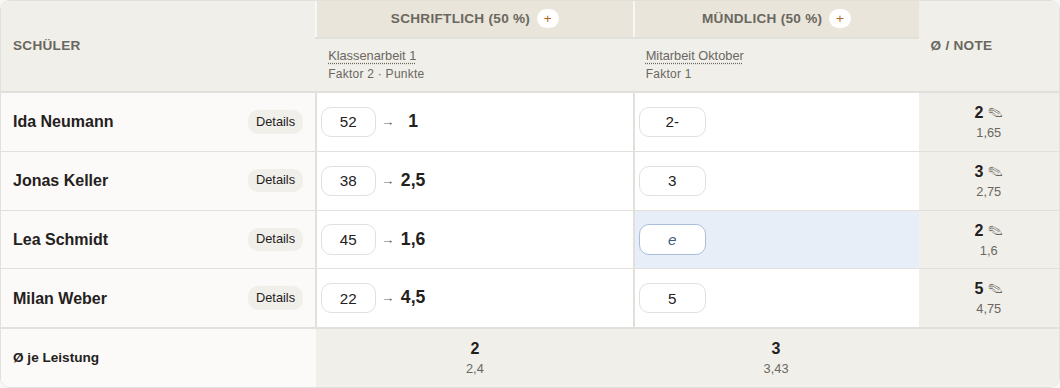 SCHÜLER
SCHRIFTLICH (50 %) +
MÜNDLICH (50 %) +
Ø / NOTE
Klassenarbeit 1
Faktor 2 · Punkte
Mitarbeit Oktober
Faktor 1
Ida Neumann Details 52 → 1 2- 2 ✎
1,65
Jonas Keller Details 38 → 2,5 3 3 ✎
2,75
Lea Schmidt Details 45 → 1,6 e 2 ✎
1,6
Milan Weber Details 22 → 4,5 5 5 ✎
4,75
Ø je Leistung 2 3
2,4 3,43